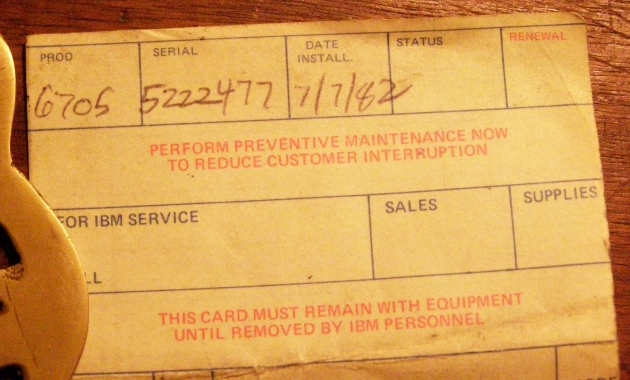 PROD SERIAL DATE INSTALL. STATUS RENEWAL
6705 5222477 7/7/82
PERFORM PREVENTIVE MAINTENANCE NOW
TO REDUCE CUSTOMER INTERRUPTION
FOR IBM SERVICE SALES SUPPLIES
LL
THIS CARD MUST REMAIN WITH EQUIPMENT
UNTIL REMOVED BY IBM PERSONNEL